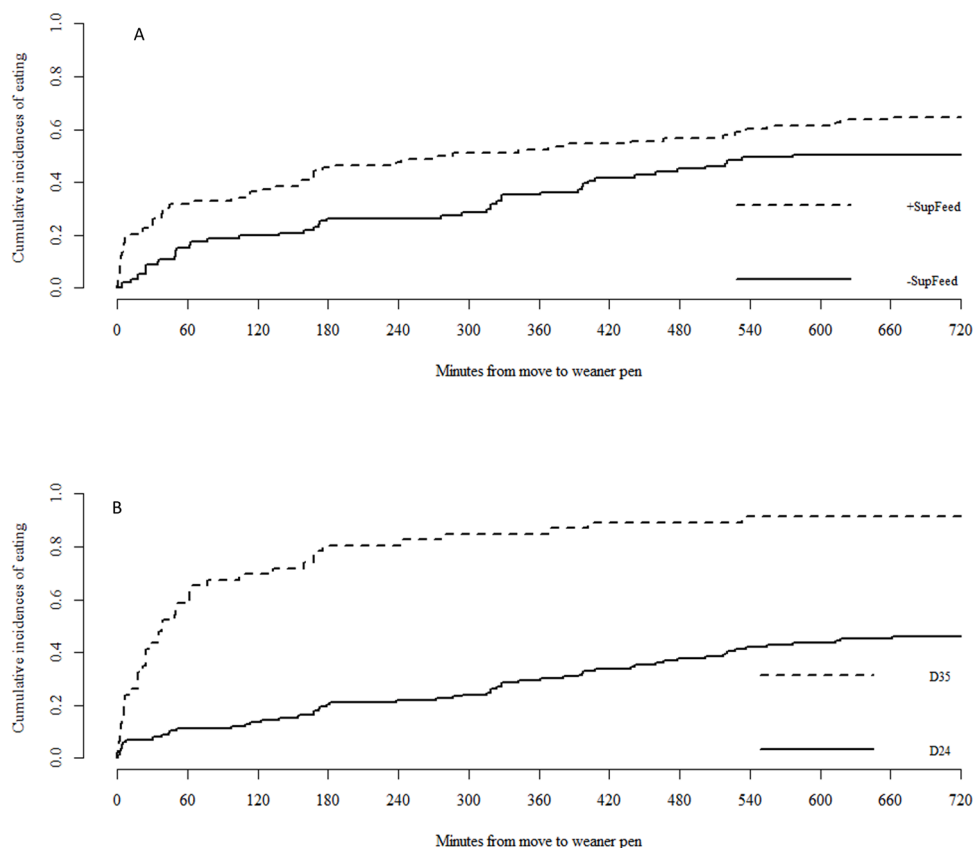 A
Cumulative incidences of eating
1.0
0.8
0.6
0.4
0.2
0.0
+SupFeed
-SupFeed
0 60 120 180 240 300 360 420 480 540 600 660 720
Minutes from move to weaner pen
B
Cumulative incidences of eating
1.0
0.8
0.6
0.4
0.2
0.0
D35
D24
0 60 120 180 240 300 360 420 480 540 600 660 720
Minutes from move to weaner pen